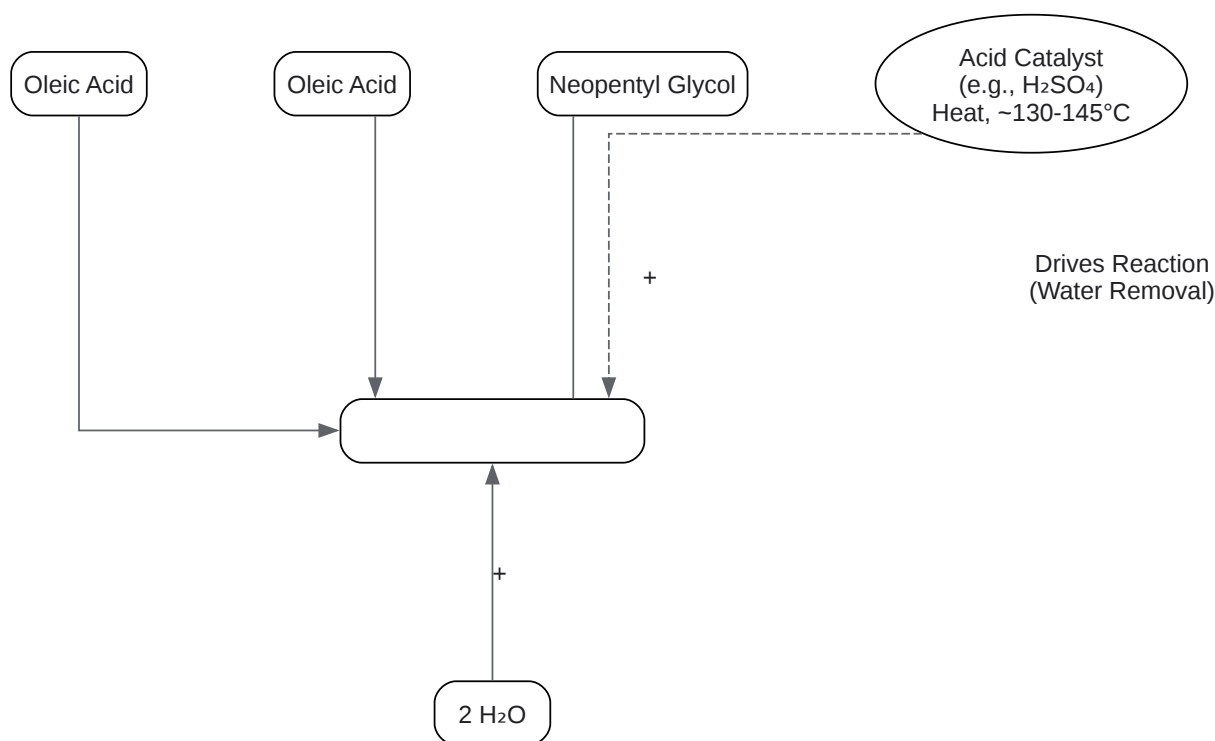 Oleic Acid
Oleic Acid
Neopentyl Glycol
Acid Catalyst
(e.g., H₂SO₄)
Heat, ~130-145°C
+
Drives Reaction
(Water Removal)
+
2 H₂O